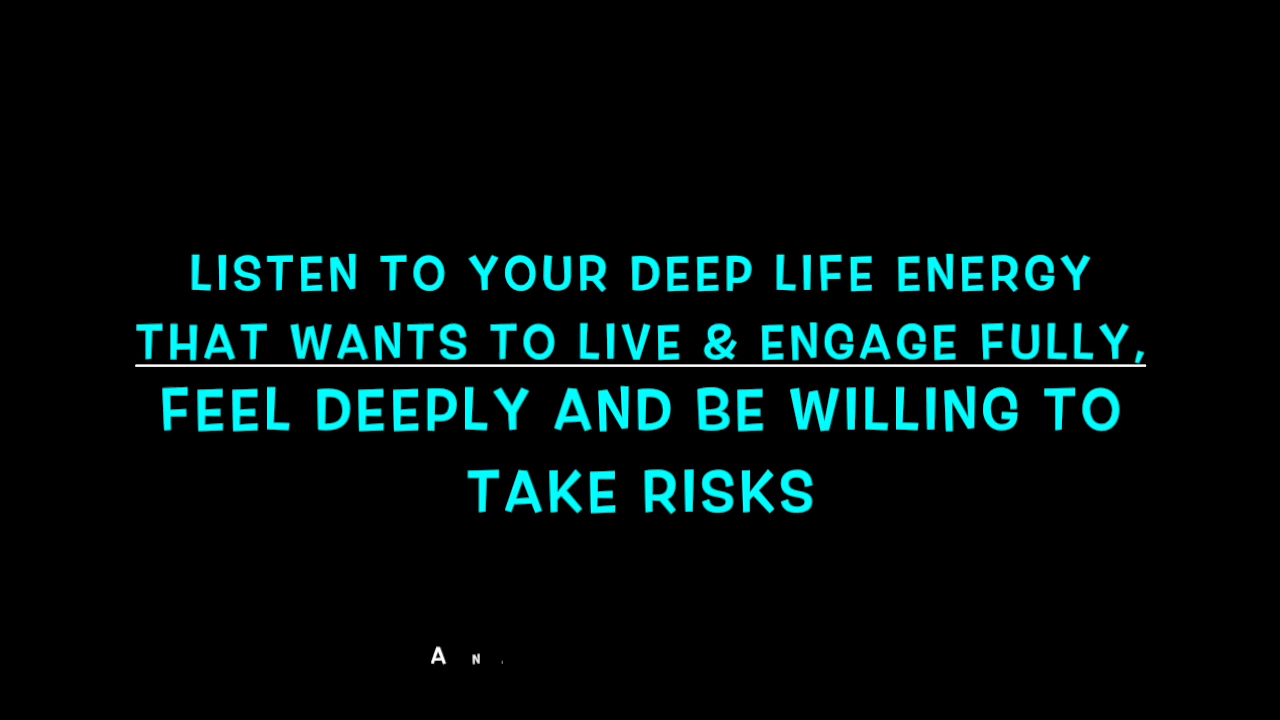 LISTEN TO YOUR DEEP LIFE ENERGY
THAT WANTS TO LIVE & ENGAGE FULLY,
FEEL DEEPLY AND BE WILLING TO
TAKE RISKS
A N